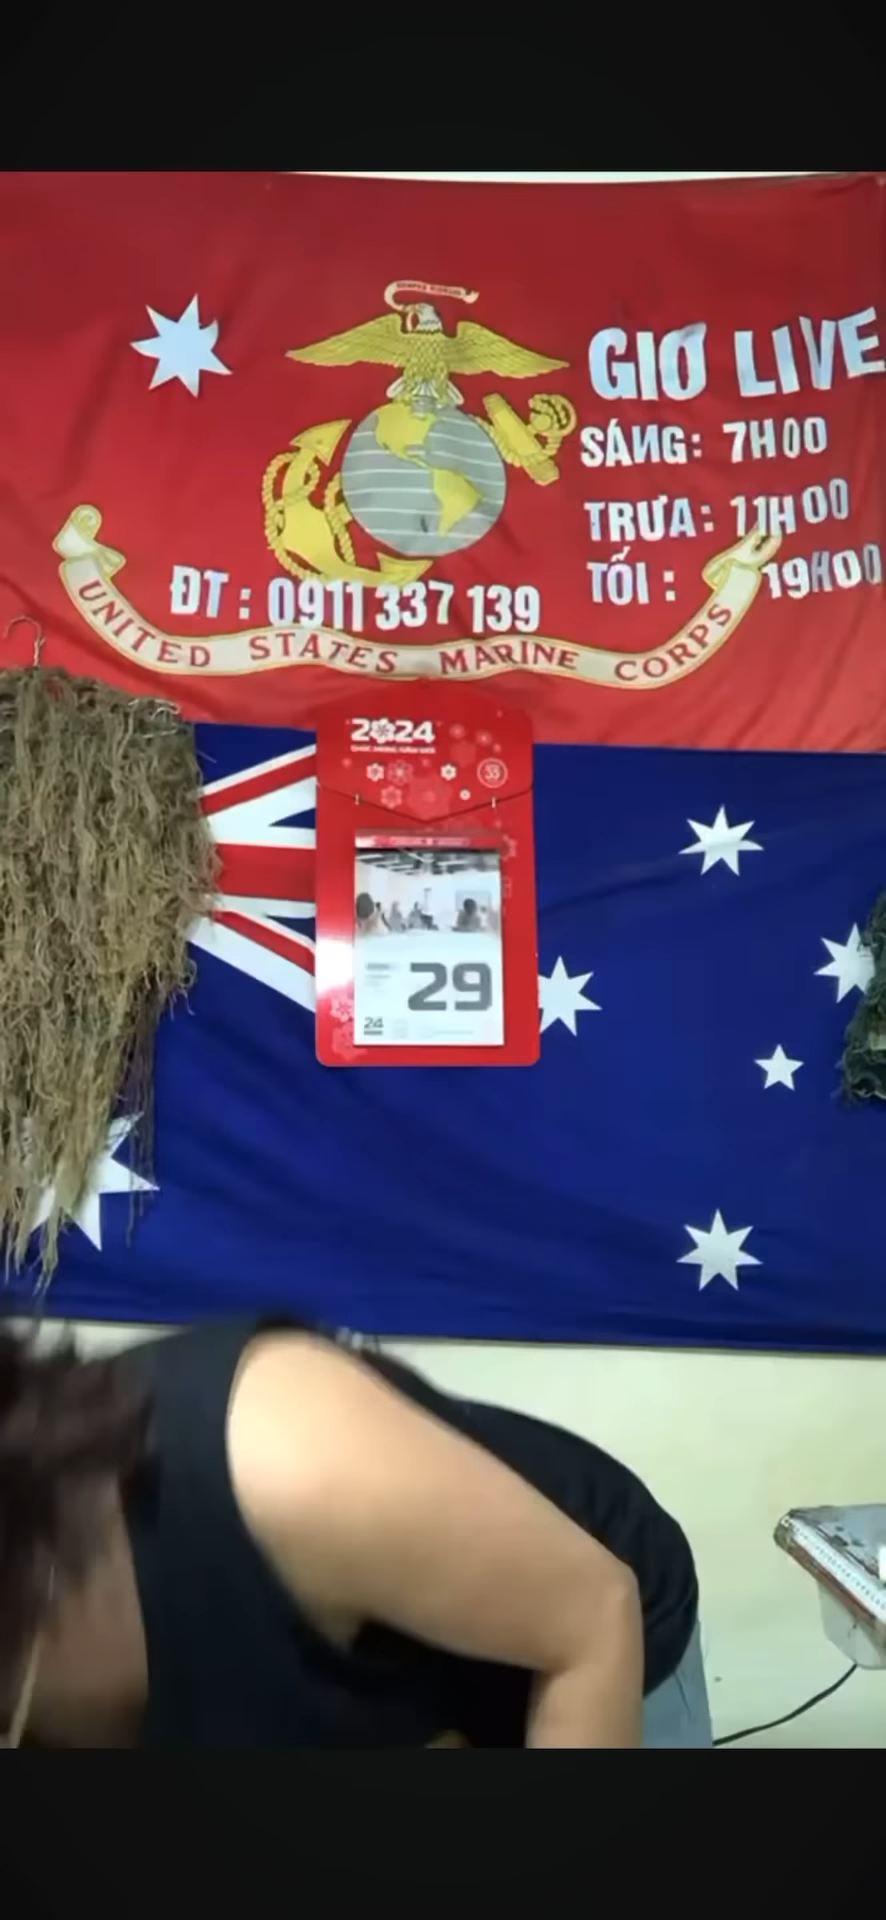 GIỜ LIVE
SÁNG: 7H00
TRƯA: 11H00
TỐI : 19H00
ĐT : 0911 337 139
UNITED STATES MARINE CORPS
2024
29
24